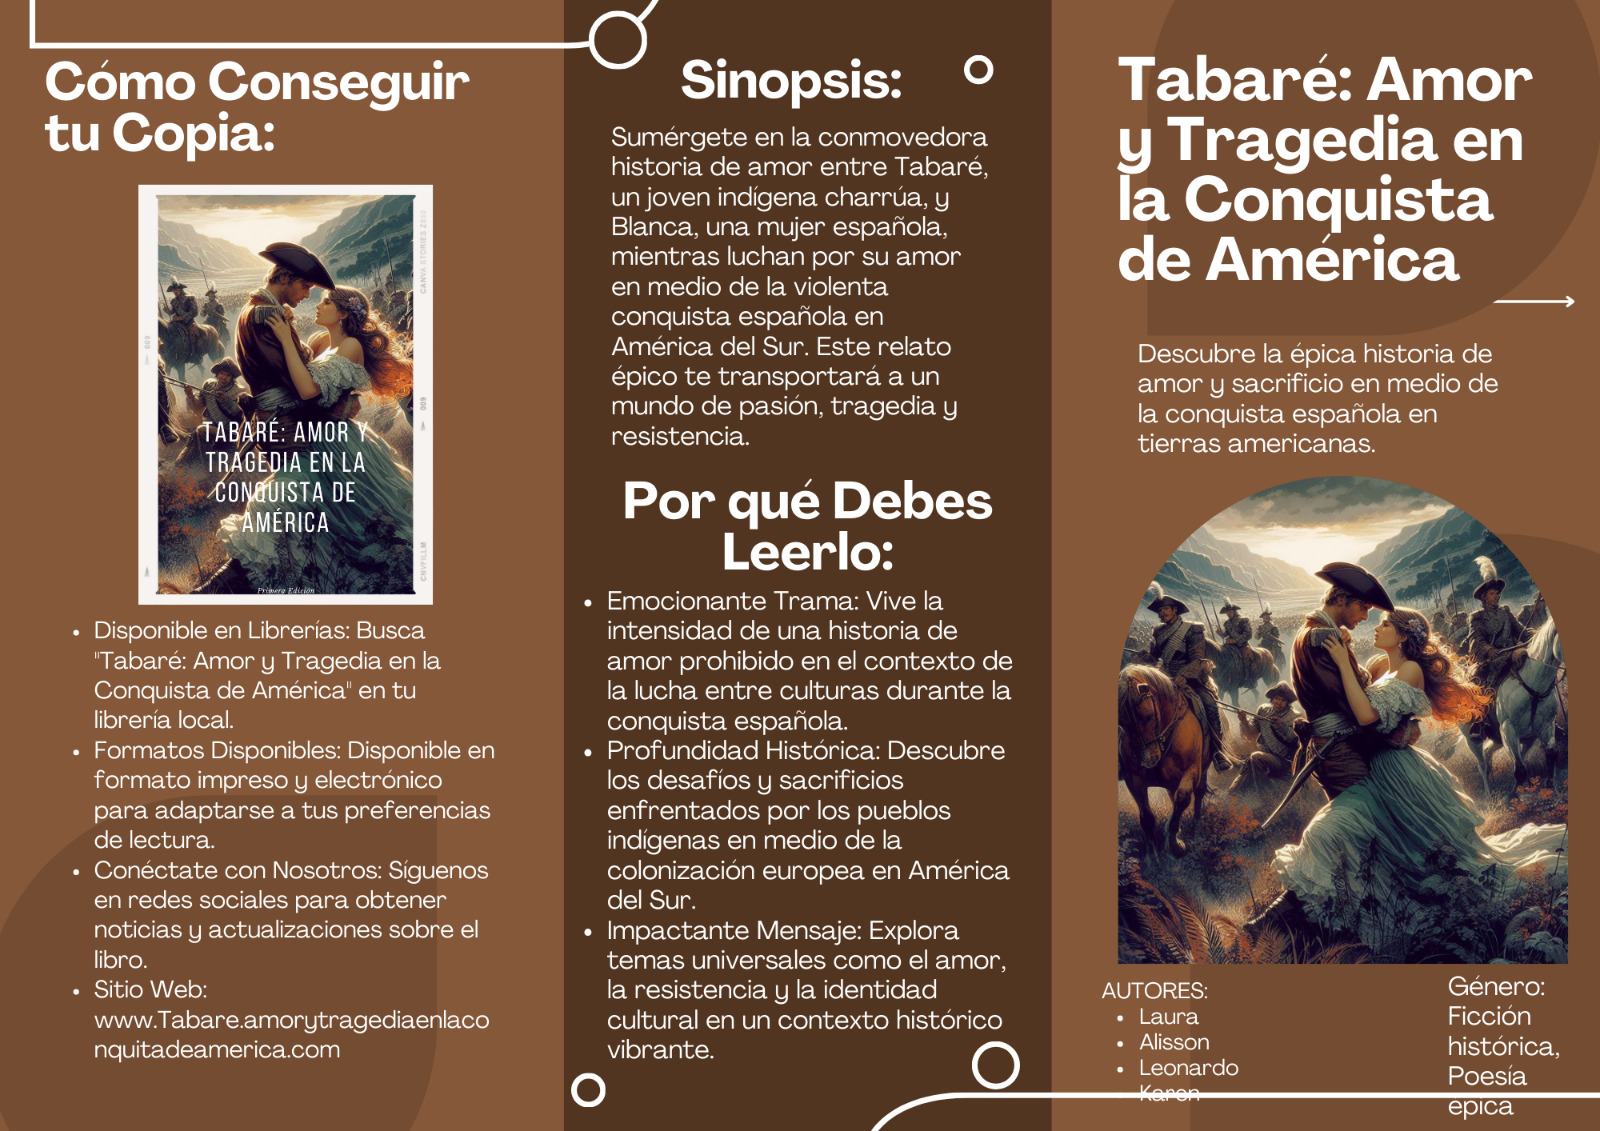 Cómo Conseguir
tu Copia:
CANVA STORIES Z650
009
009
TABARÉ: AMOR Y
TRAGEDIA EN LA
CONQUISTA DE
AMÉRICA
CNVFILLM
Primera Edición
• Disponible en Librerías: Busca
"Tabaré: Amor y Tragedia en la
Conquista de América" en tu
librería local.
• Formatos Disponibles: Disponible en
formato impreso y electrónico
para adaptarse a tus preferencias
de lectura.
• Conéctate con Nosotros: Síguenos
en redes sociales para obtener
noticias y actualizaciones sobre el
libro.
• Sitio Web:
www.Tabare.amorytragediaenlaco
nquitadeamerica.com
Sinopsis:
Sumérgete en la conmovedora
historia de amor entre Tabaré,
un joven indígena charrúa, y
Blanca, una mujer española,
mientras luchan por su amor
en medio de la violenta
conquista española en
América del Sur. Este relato
épico te transportará a un
mundo de pasión, tragedia y
resistencia.
Por qué Debes
Leerlo:
• Emocionante Trama: Vive la
intensidad de una historia de
amor prohibido en el contexto de
la lucha entre culturas durante la
conquista española.
• Profundidad Histórica: Descubre
los desafíos y sacrificios
enfrentados por los pueblos
indígenas en medio de la
colonización europea en América
del Sur.
• Impactante Mensaje: Explora
temas universales como el amor,
la resistencia y la identidad
cultural en un contexto histórico
vibrante.
Tabaré: Amor
y Tragedia en
la Conquista
de América
Descubre la épica historia de
amor y sacrificio en medio de
la conquista española en
tierras americanas.
AUTORES:
• Laura
• Alisson
• Leonardo
• Karen
Género:
Ficción
histórica,
Poesía
épica